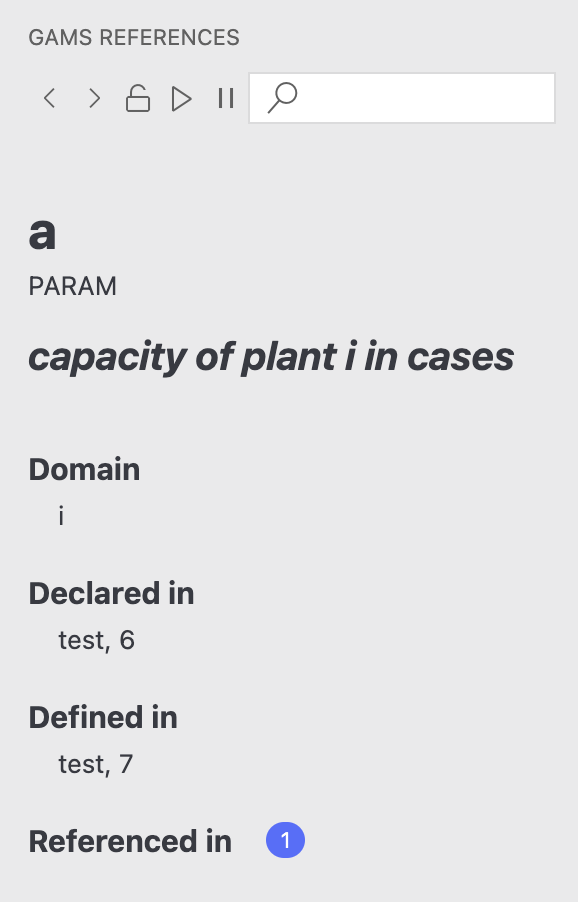 GAMS REFERENCES
a
PARAM
capacity of plant i in cases
Domain
i
Declared in
test, 6
Defined in
test, 7
Referenced in 1